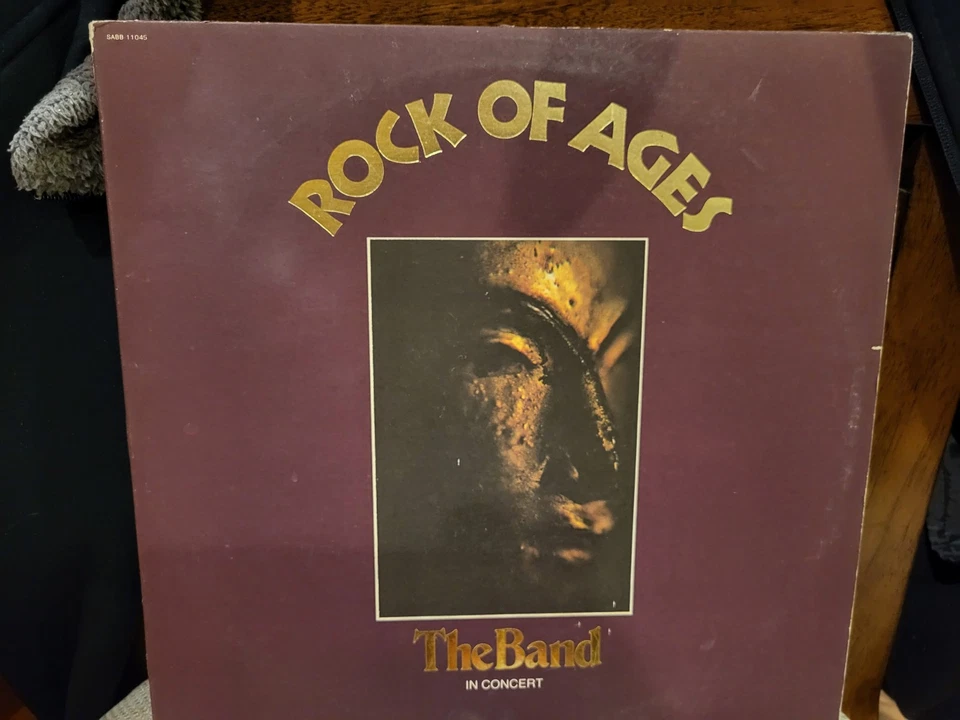 SABB 11045
ROCK OF AGES
The Band
IN CONCERT